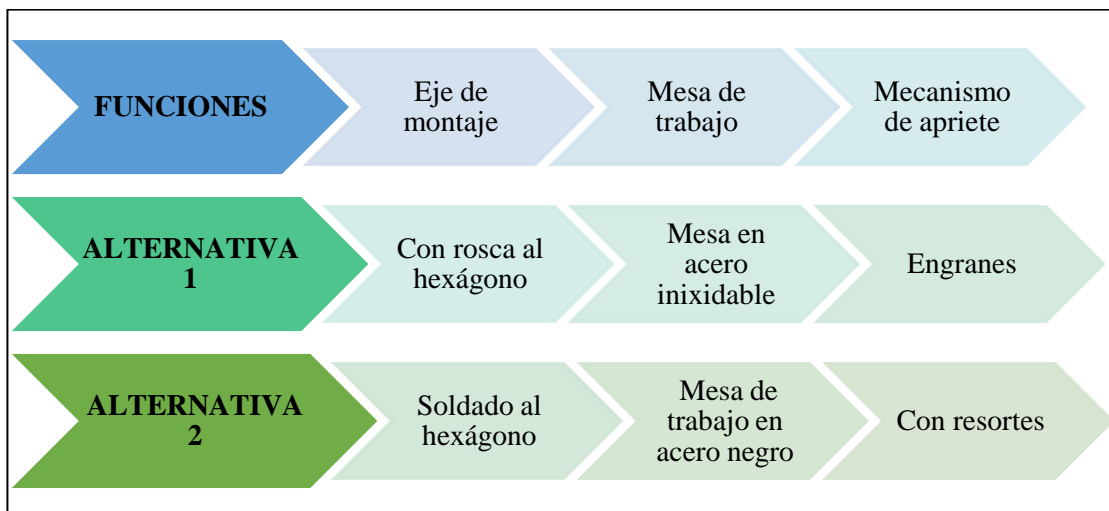 FUNCIONES
Eje de
montaje
Mesa de
trabajo
Mecanismo
de apriete
ALTERNATIVA
1
Con rosca al
hexágono
Mesa en
acero
inixidable
Engranes
ALTERNATIVA
2
Soldado al
hexágono
Mesa de
trabajo en
acero negro
Con resortes